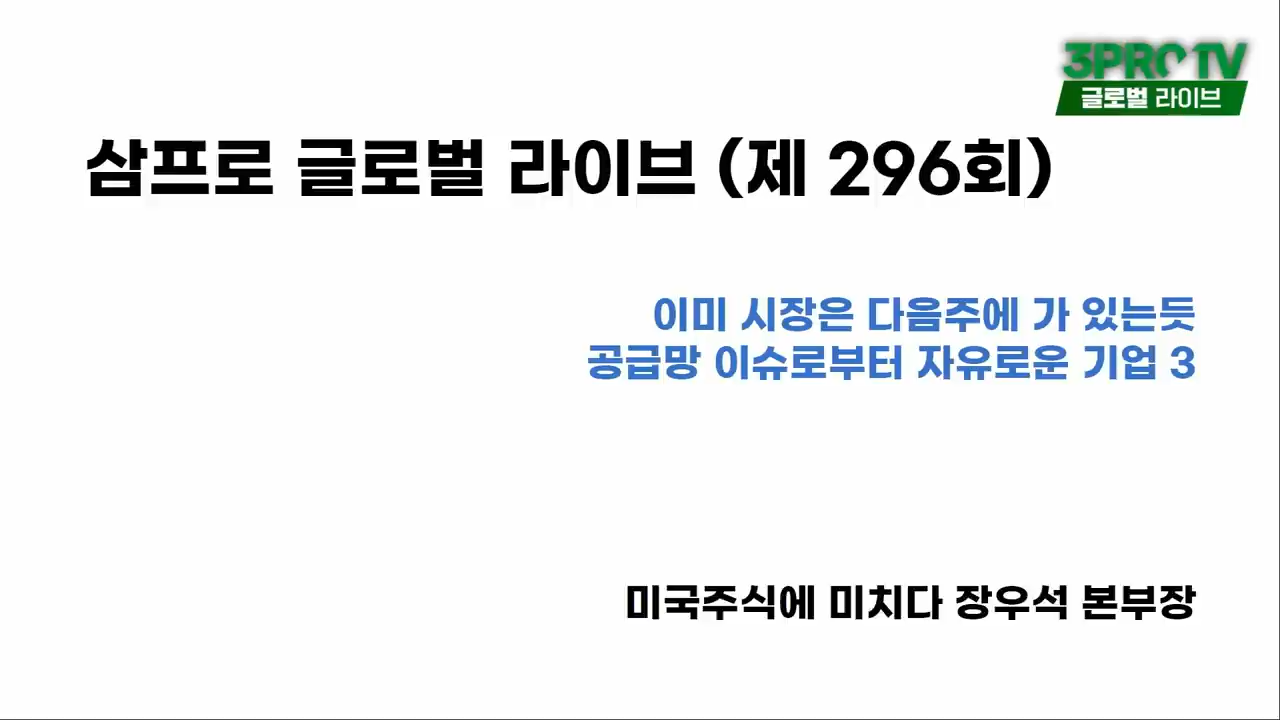 3PRO TV
글로벌 라이브
삼프로 글로벌 라이브 (제 296회)
이미 시장은 다음주에 가 있는듯
공급망 이슈로부터 자유로운 기업 3
미국주식에 미치다 장우석 본부장